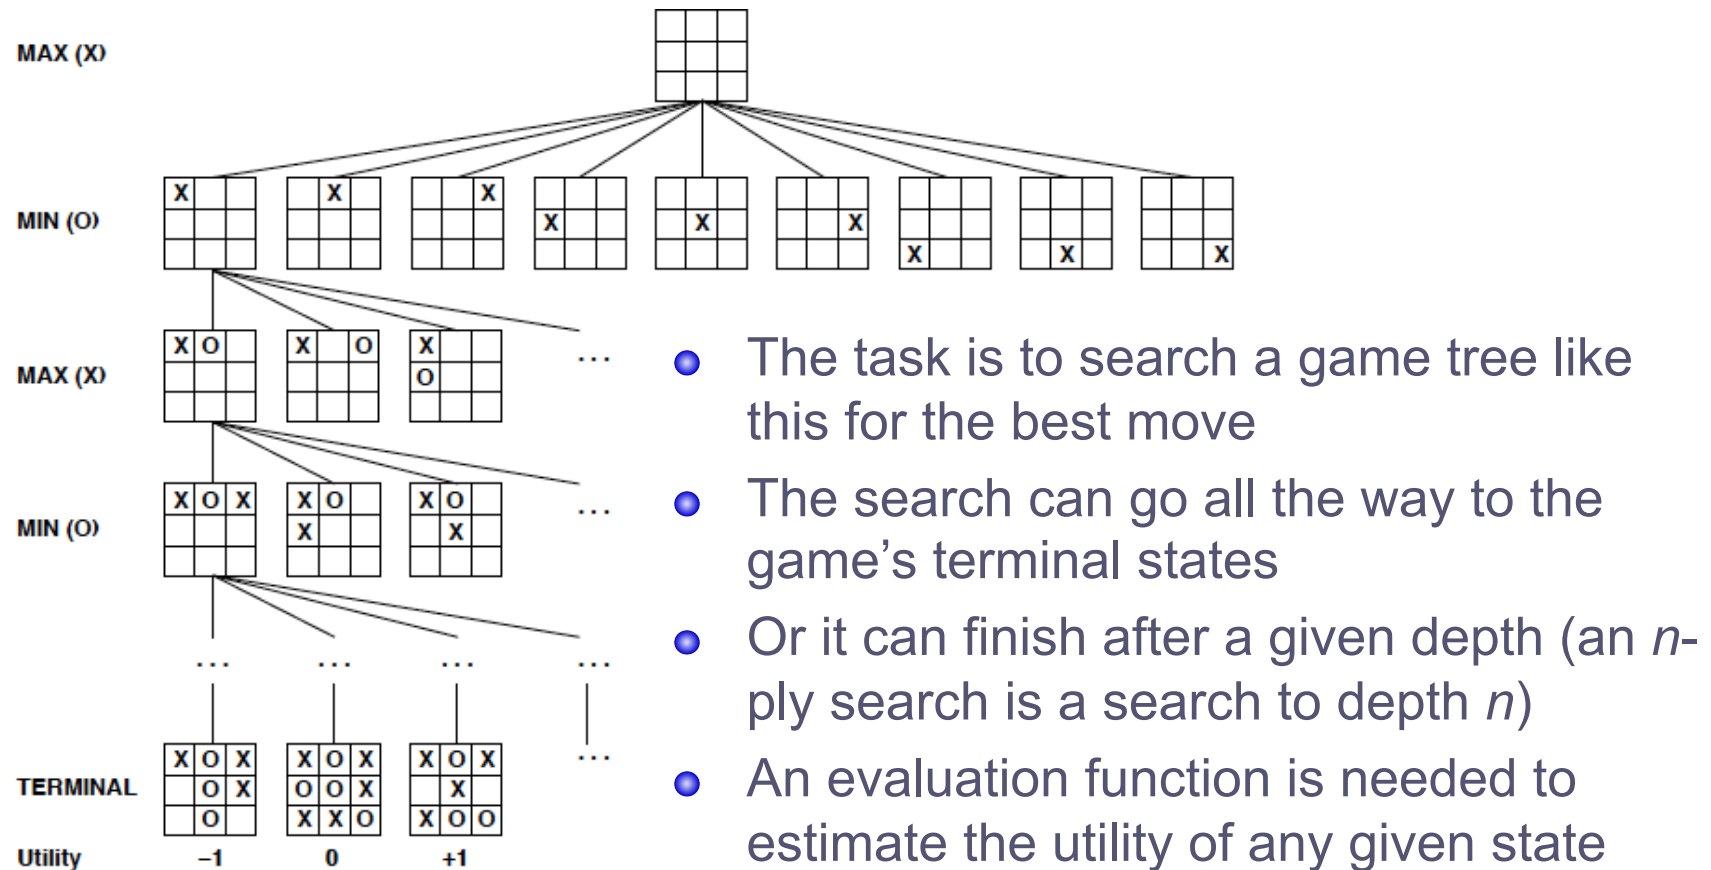 MAX (X)
X X X
MIN (O) X X X
X X X
X O X O X
MAX (X) O
...
X O X X O X O
MIN (O) X X
...
... ... ... ...
X O X X O X X O X
...
TERMINAL O X O O X X
O X X O X O O
Utility –1 0 +1
The task is to search a game tree like
this for the best move
The search can go all the way to the
game’s terminal states
Or it can finish after a given depth (an n-
ply search is a search to depth n)
An evaluation function is needed to
estimate the utility of any given state